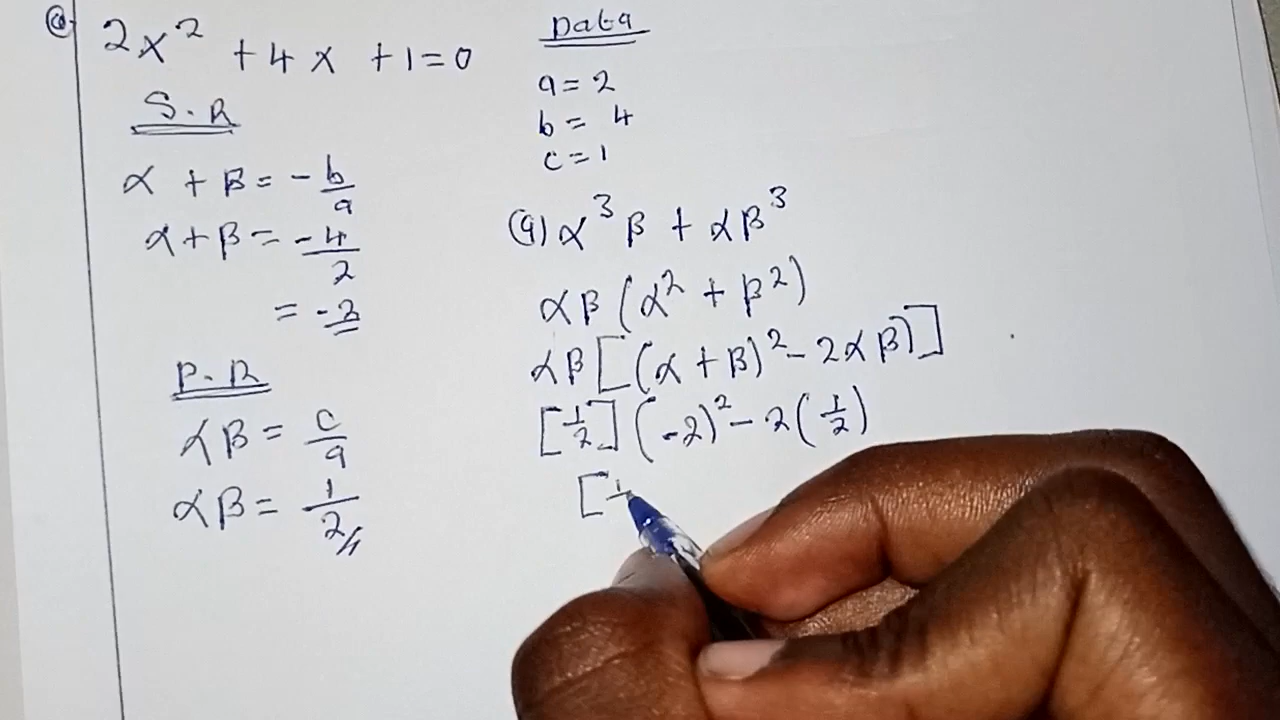 @ 2x² + 4x + 1 = 0
S.R
α + β = - b/a
α + β = - 4/2
= -2
P.R
αβ = c/a
αβ = 1/2
Data
a = 2
b = 4
c = 1
(a) α³β + αβ³
αβ(α² + β²)
αβ[(α + β)² - 2αβ)]
[1/2](-2)² - 2(1/2)
[1